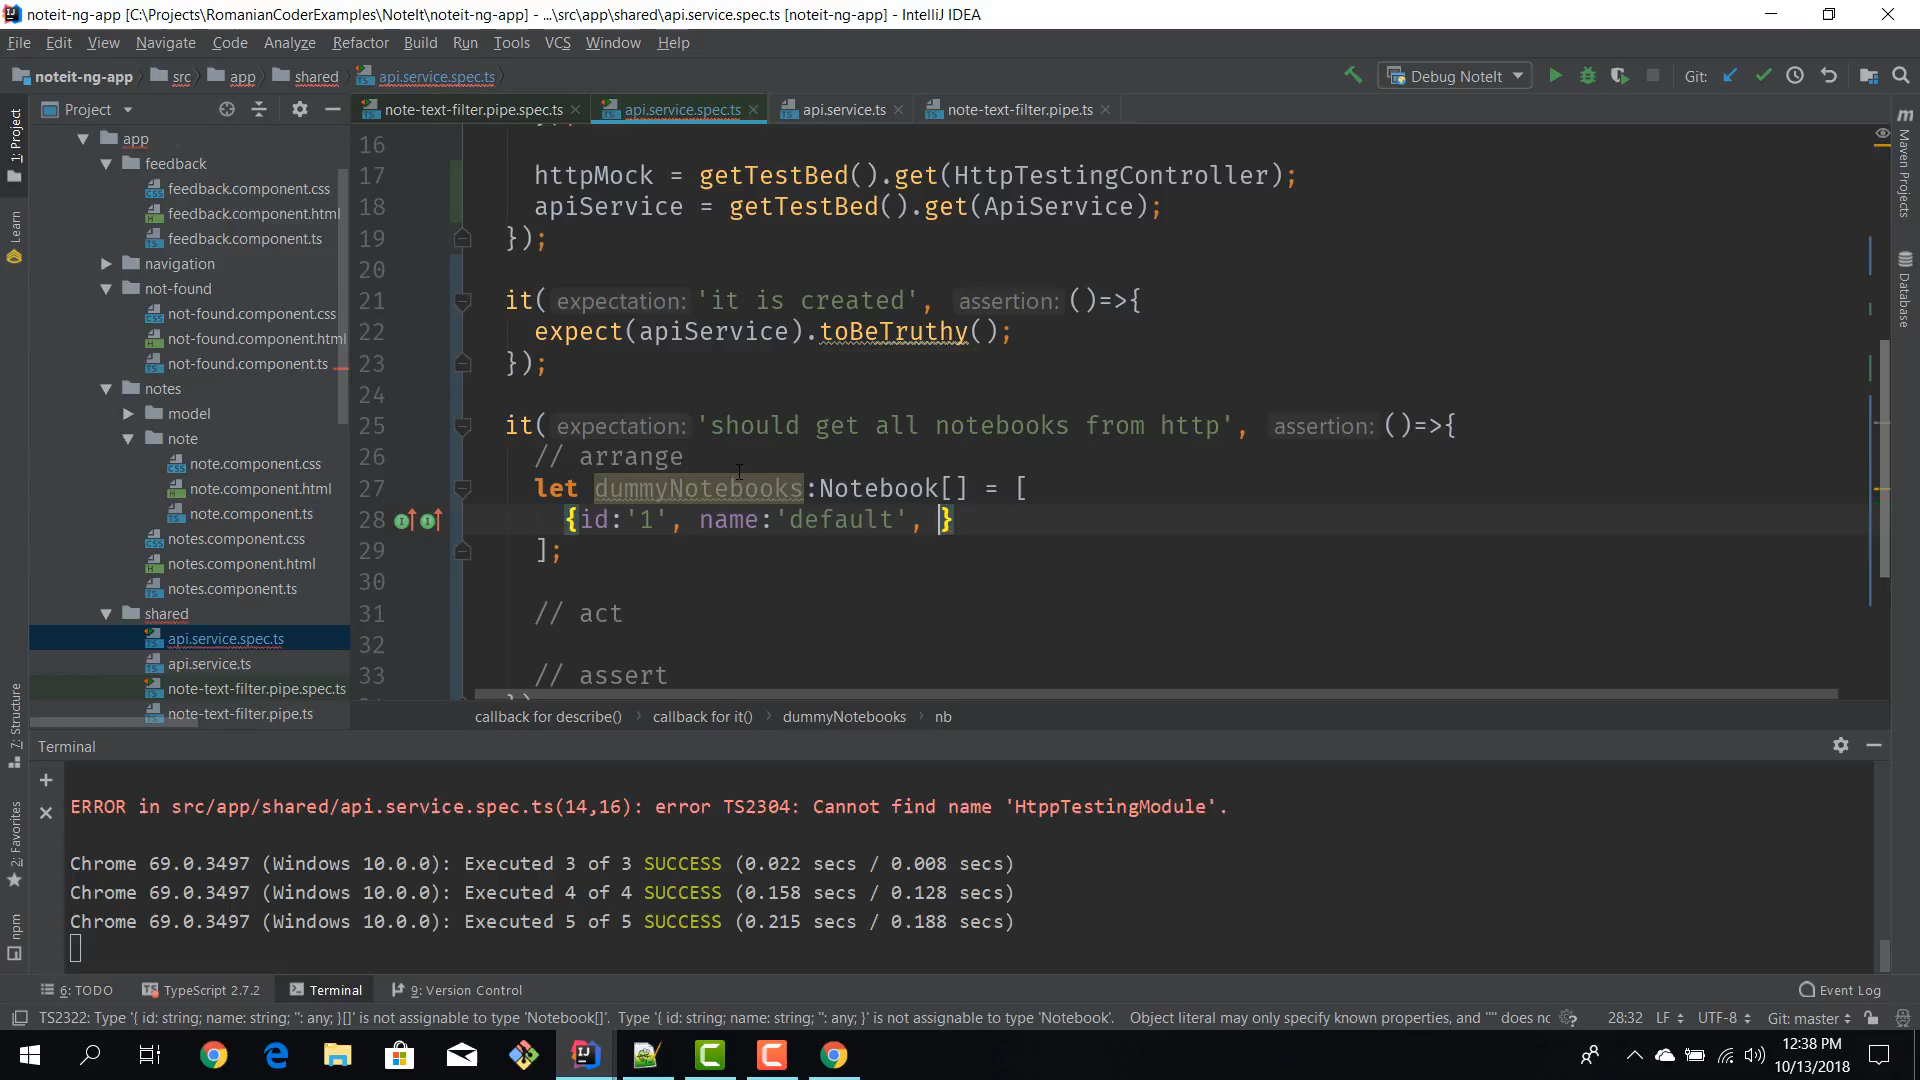 noteit-ng-app [C:\Projects\RomanianCoderExamples\NoteIt\noteit-ng-app] - ...\src\app\shared\api.service.spec.ts [noteit-ng-app] - IntelliJ IDEA
File Edit View Navigate Code Analyze Refactor Build Run Tools VCS Window Help
noteit-ng-app src app shared api.service.spec.ts Debug NoteIt Git:
Project
note-text-filter.pipe.spec.ts api.service.spec.ts api.service.ts note-text-filter.pipe.ts
1: Project
Learn
7: Structure
2: Favorites
npm
app
feedback
feedback.component.css
feedback.component.html
feedback.component.ts
navigation
not-found
not-found.component.css
not-found.component.html
not-found.component.ts
notes
model
note
note.component.css
note.component.html
note.component.ts
notes.component.css
notes.component.html
notes.component.ts
shared
api.service.spec.ts
api.service.ts
note-text-filter.pipe.spec.ts
note-text-filter.pipe.ts
16
17 httpMock = getTestBed().get(HttpTestingController);
18 apiService = getTestBed().get(ApiService);
19 });
20
21 it( expectation: 'it is created', assertion: ()=>{
22 expect(apiService).toBeTruthy();
23 });
24
25 it( expectation: 'should get all notebooks from http', assertion: ()=>{
26 // arrange
27 let dummyNotebooks:Notebook[] = [
28 {id:'1', name:'default', }
29 ];
30
31 // act
32
33 // assert
callback for describe() › callback for it() › dummyNotebooks › nb
m
Maven Projects
Database
Terminal
ERROR in src/app/shared/api.service.spec.ts(14,16): error TS2304: Cannot find name 'HtppTestingModule'.
Chrome 69.0.3497 (Windows 10.0.0): Executed 3 of 3 SUCCESS (0.022 secs / 0.008 secs)
Chrome 69.0.3497 (Windows 10.0.0): Executed 4 of 4 SUCCESS (0.158 secs / 0.128 secs)
Chrome 69.0.3497 (Windows 10.0.0): Executed 5 of 5 SUCCESS (0.215 secs / 0.188 secs)
6: TODO TypeScript 2.7.2 Terminal 9: Version Control Event Log
TS2322: Type '{ id: string; name: string; '': any; }[]' is not assignable to type 'Notebook[]'. Type '{ id: string; name: string; '': any; }' is not assignable to type 'Notebook'. Object literal may only specify known properties, and '''' does no 28:32 LF UTF-8 Git: master
12:38 PM
10/13/2018